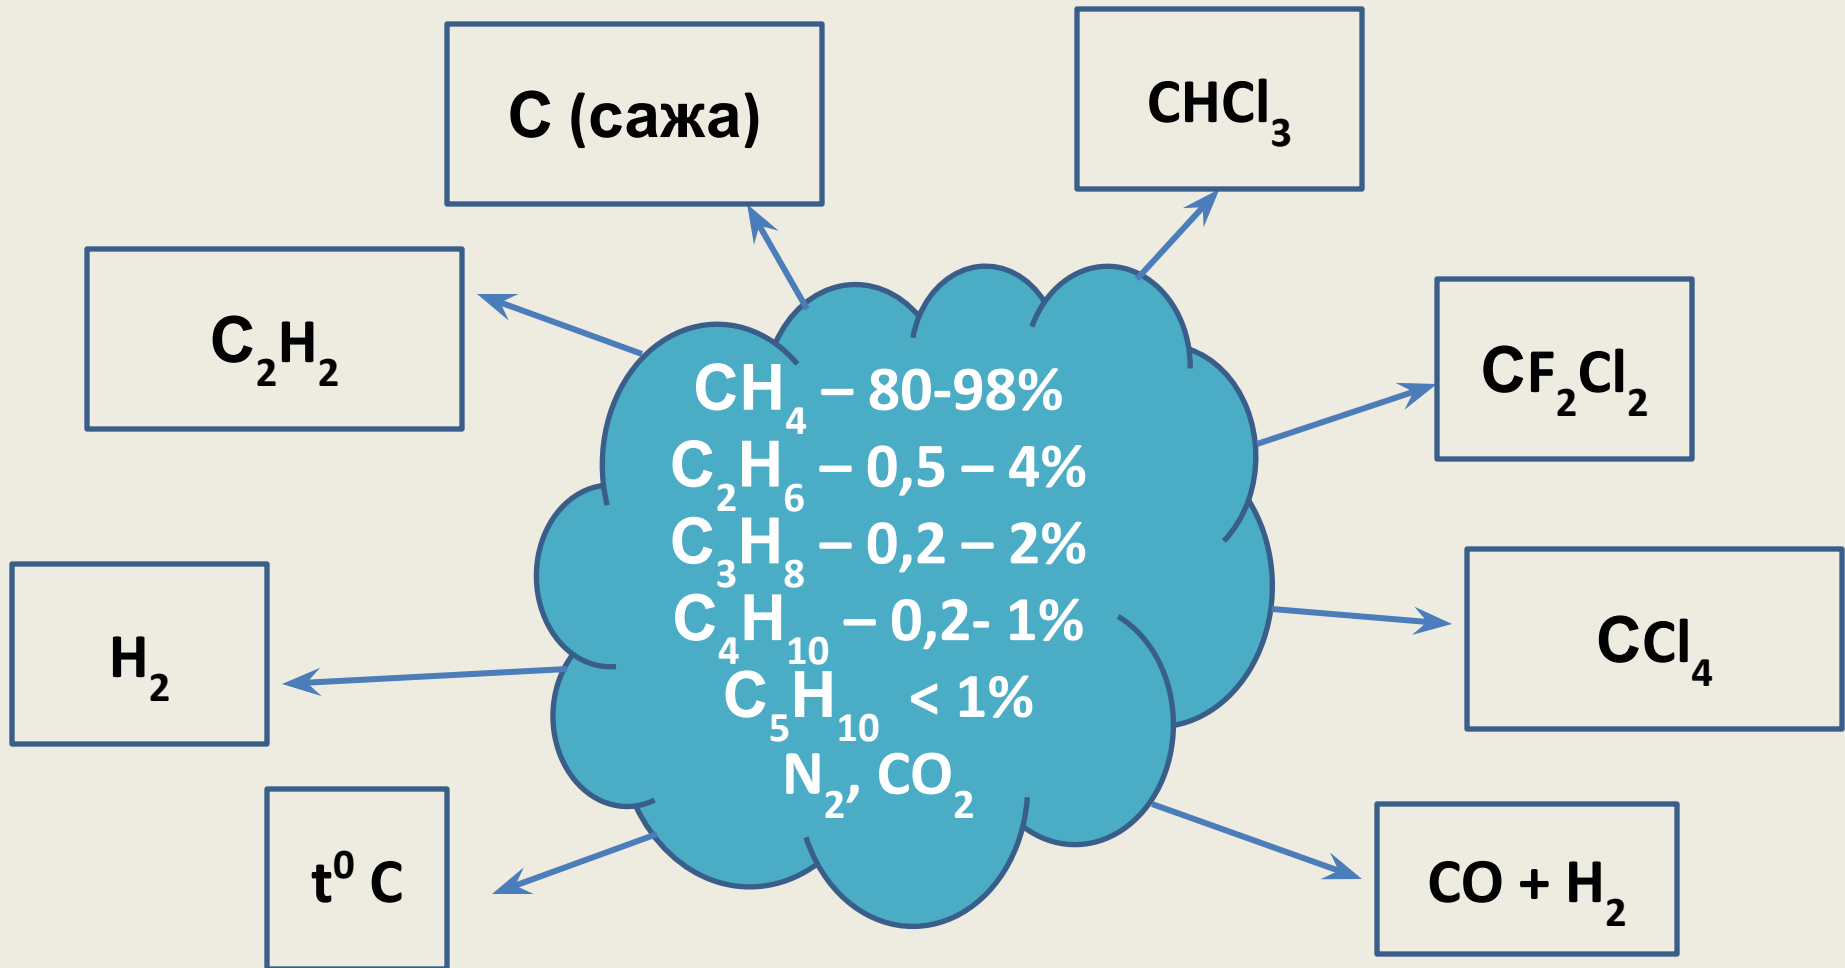 C (сажа)
CHCl₃
C₂H₂
CF₂Cl₂
CH₄ – 80-98%
C₂H₆ – 0,5 – 4%
C₃H₈ – 0,2 – 2%
C₄H₁₀ – 0,2- 1%
C₅H₁₀ < 1%
N₂, CO₂
H₂
CCl₄
t⁰ C
CO + H₂